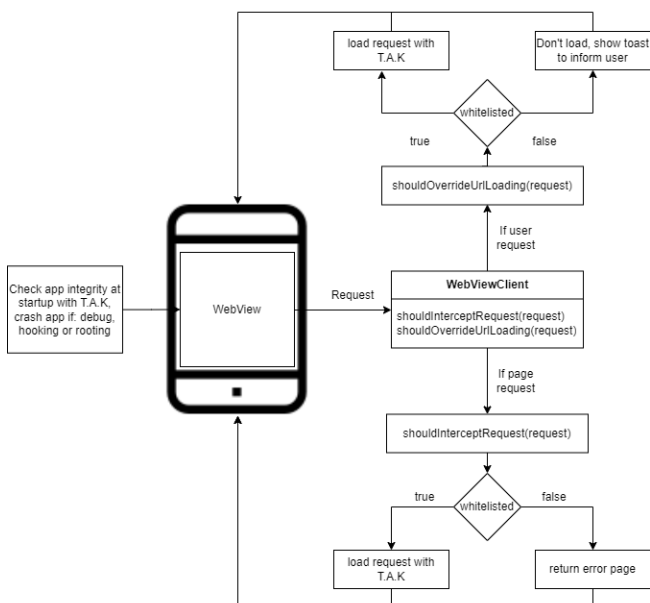 load request with
T.A.K
Don't load, show toast
to inform user
whitelisted
true
false
shouldOverrideUrlLoading(request)
If user
request
Check app integrity at
startup with T.A.K,
crash app if: debug,
hooking or rooting
WebView
Request
WebViewClient
shouldInterceptRequest(request)
shouldOverrideUrlLoading(request)
If page
request
shouldInterceptRequest(request)
true
false
whitelisted
load request with
T.A.K
return error page